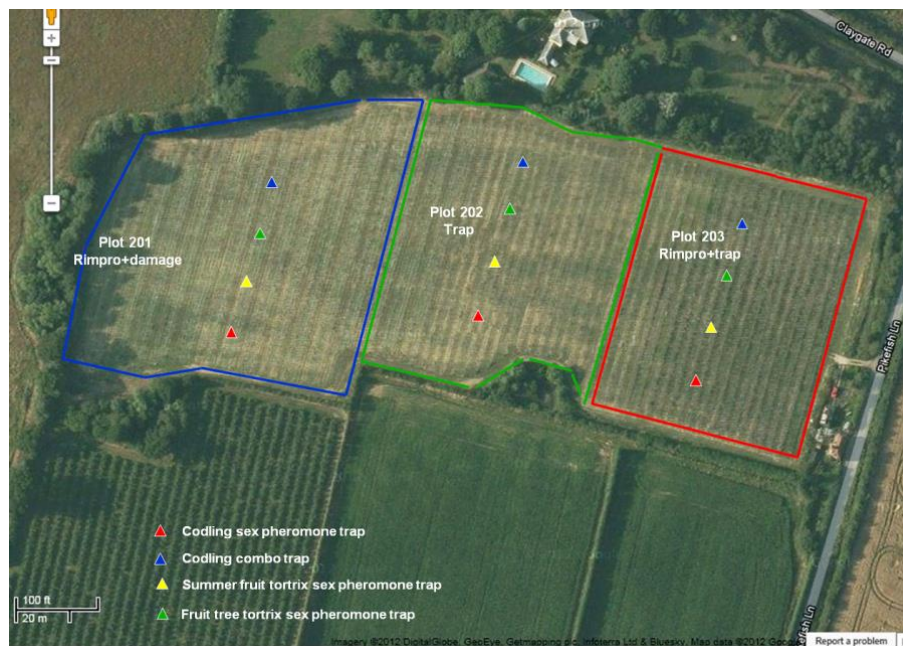 Claygate Rd
Plot 201
Rimpro+damage
Plot 202
Trap
Plot 203
Rimpro+trap
Pikefish Ln
Codling sex pheromone trap
Codling combo trap
Summer fruit tortrix sex pheromone trap
Fruit tree tortrix sex pheromone trap
100 ft
20 m
efish Ln
Imagery ©2012 DigitalGlobe, GeoEye, Getmapping plc, Infoterra Ltd & Bluesky, Map data ©2012 Google
Report a problem